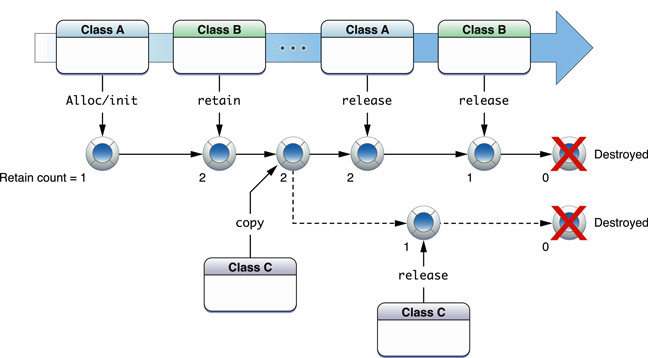 Class A
Class B
Class A
Class B
Alloc/init
retain
release
release
Destroyed
Retain count = 1
2
2
2
1
0
copy
Destroyed
1
0
Class C
release
Class C